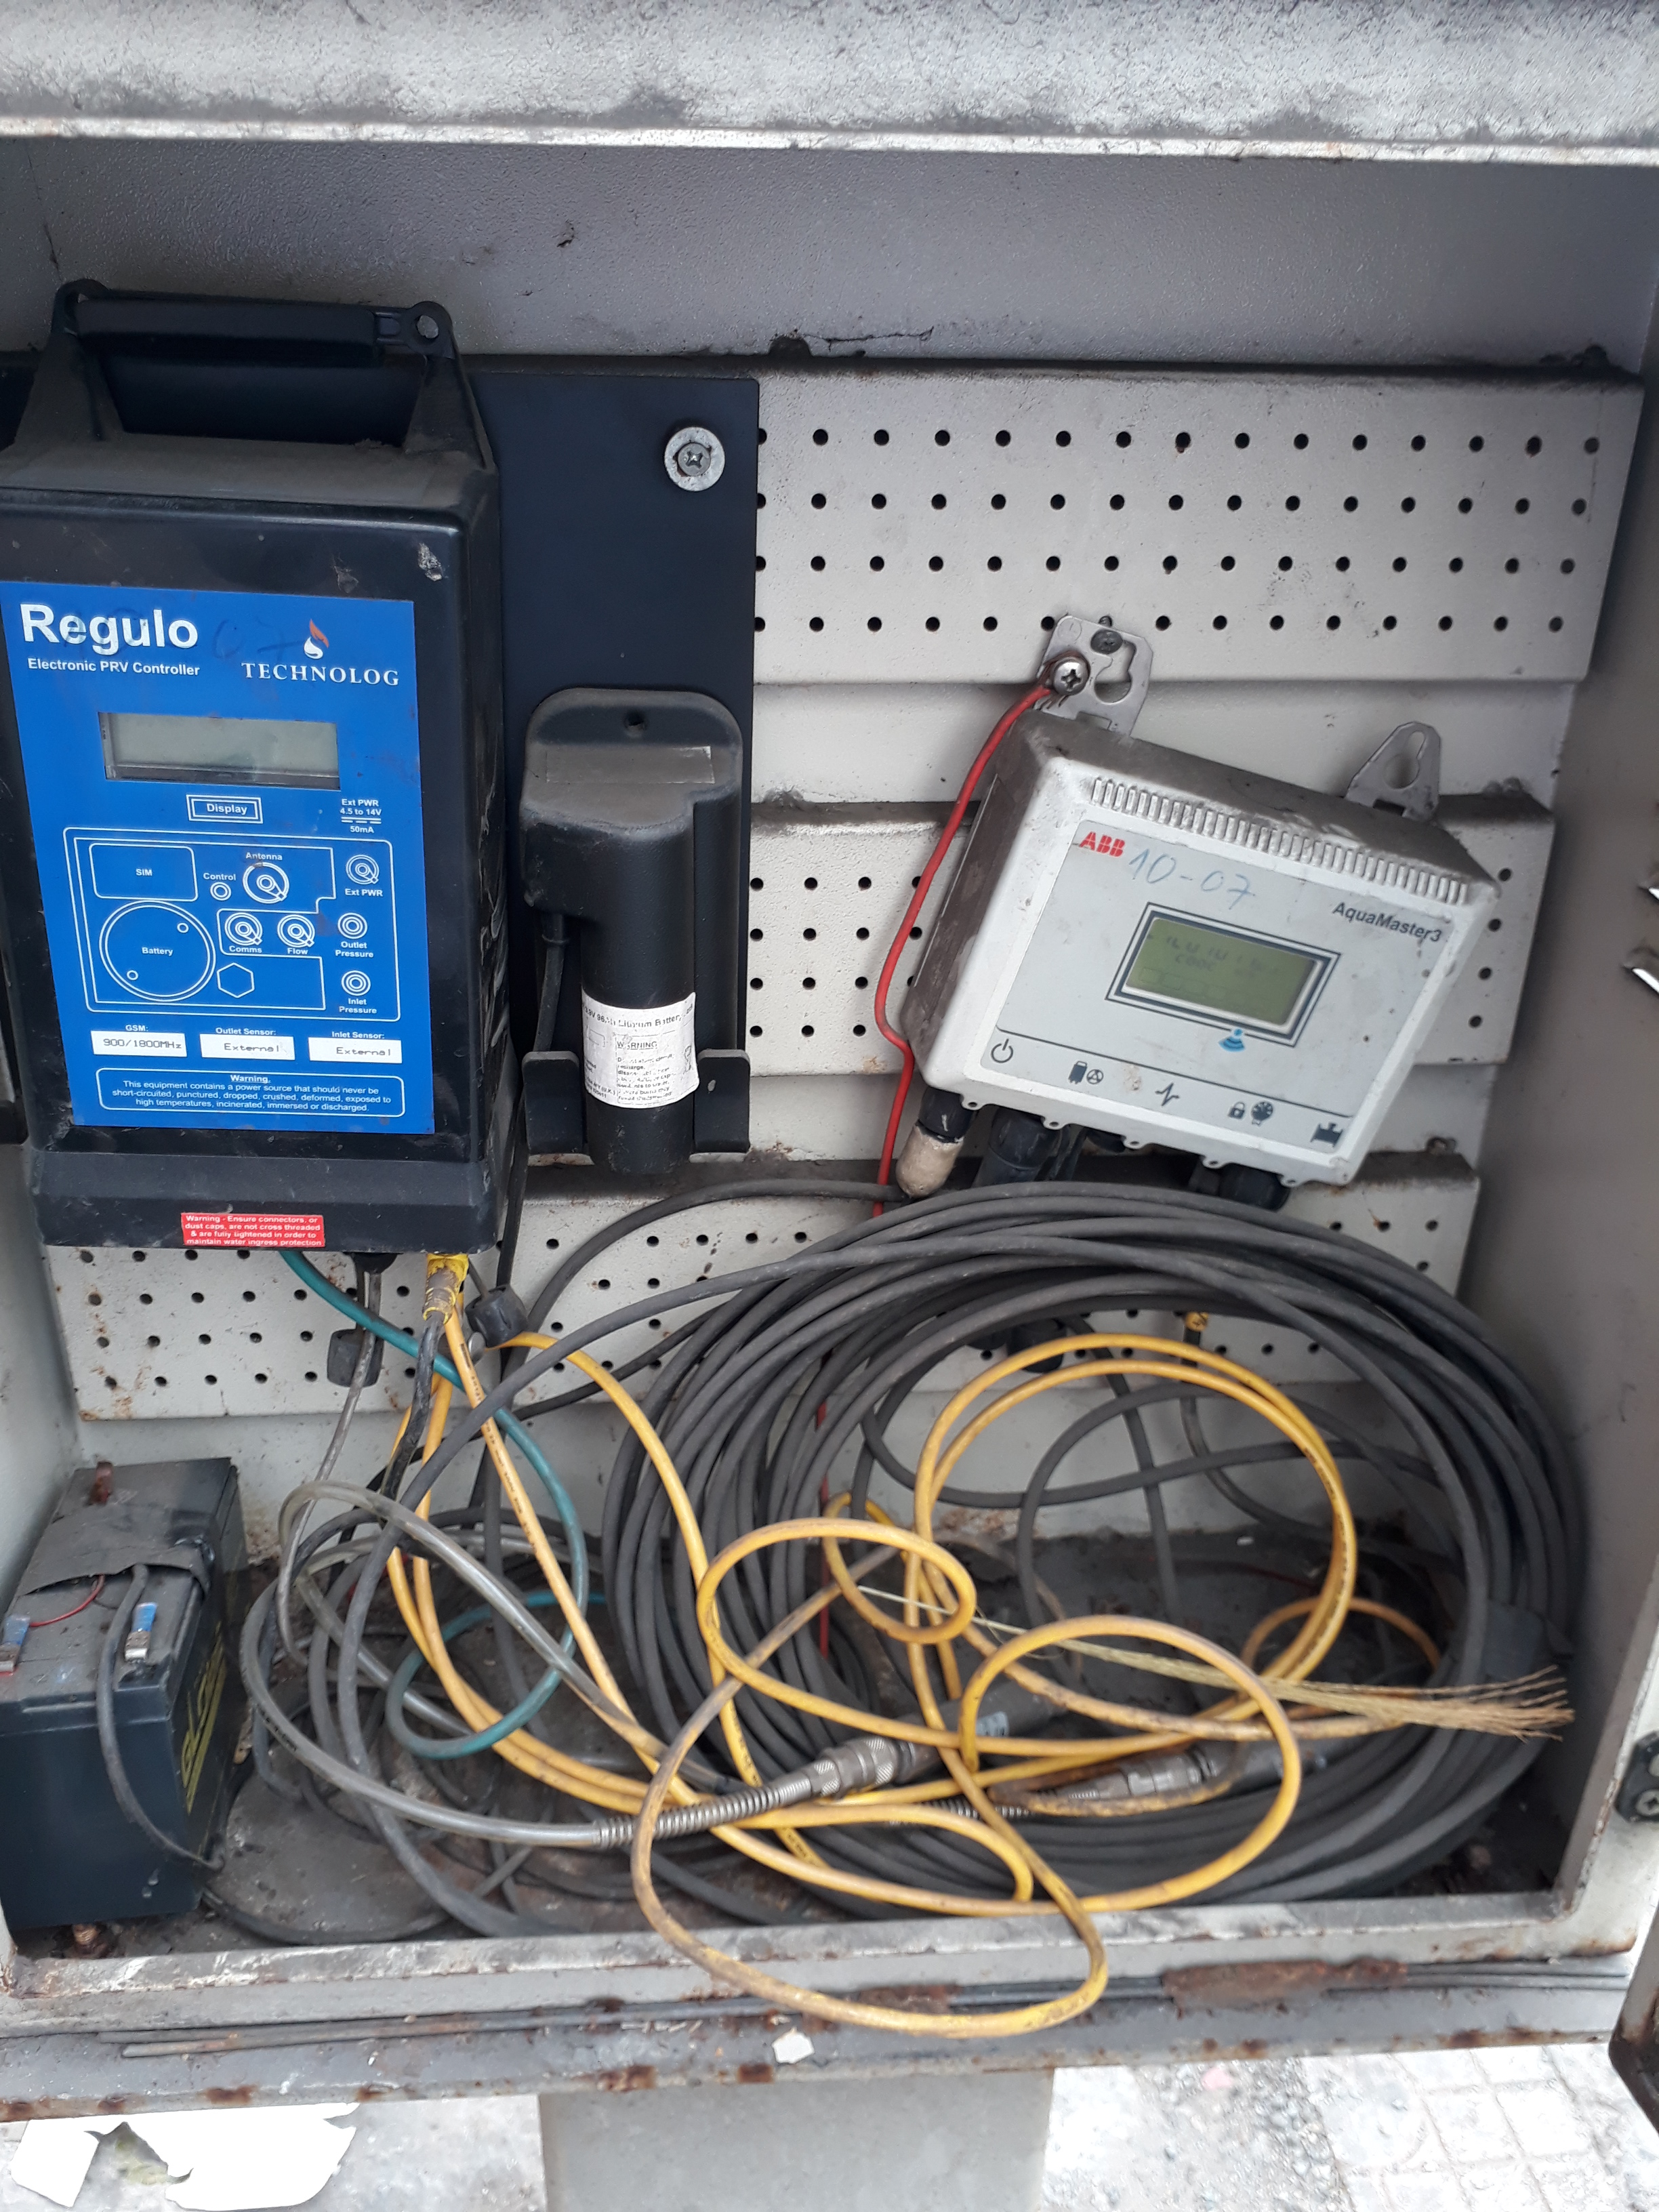 Regulo
Electronic PRV Controller
TECHNOLOG
Display
Ext PWR
4.5 to 14V
50mA
SIM
Antenna
Control
Ext PWR
Battery
Comms
Flow
Outlet
Pressure
Inlet
Pressure
GSM:
900/1800MHz
Outlet Sensor:
External
Inlet Sensor:
External
Warning.
This equipment contains a power source that should never be
short-circuited, punctured, dropped, crushed, deformed, exposed to
high temperatures, incinerated, immersed or discharged.
Warning - Ensure connectors, or
dust caps, are not cross threaded
& are fully tightened in order to
maintain water ingress protection
Lithium Battery
WARNING
ABB
10-07
AquaMaster3